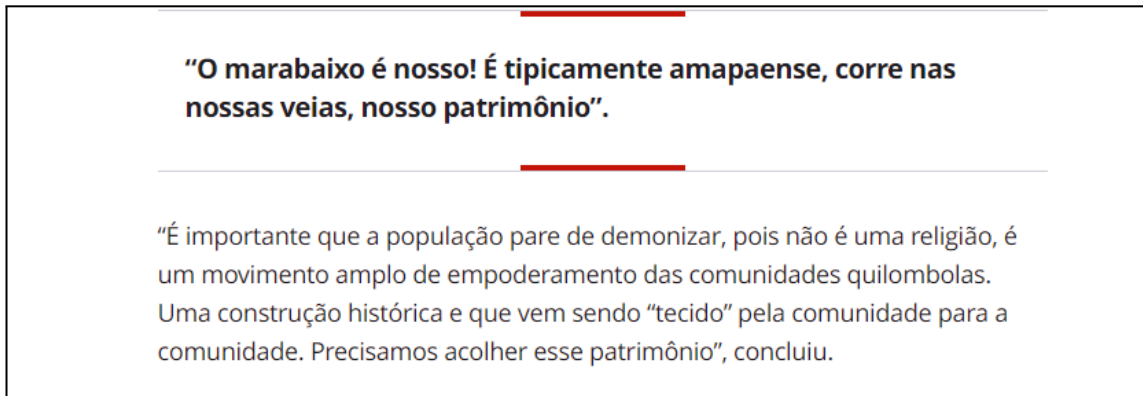 “O marabaixo é nosso! É tipicamente amapaense, corre nas
nossas veias, nosso patrimônio”.
“É importante que a população pare de demonizar, pois não é uma religião, é
um movimento amplo de empoderamento das comunidades quilombolas.
Uma construção histórica e que vem sendo “tecido” pela comunidade para a
comunidade. Precisamos acolher esse patrimônio”, concluiu.